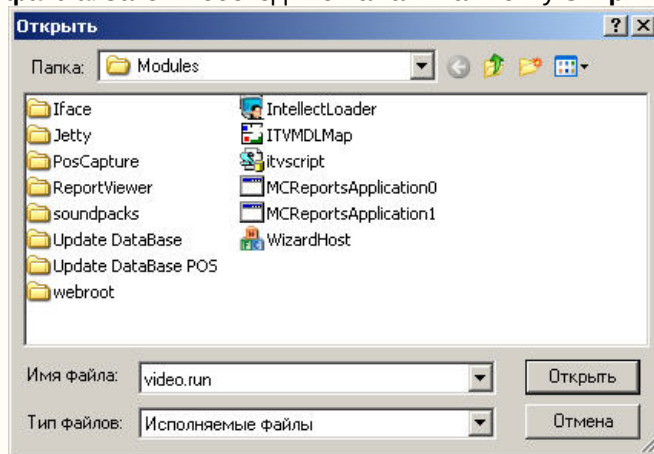 Открыть
Папка: Modules
Iface
Jetty
PosCapture
ReportViewer
soundpacks
Update DataBase
Update DataBase POS
webroot
IntellectLoader
ITVMDLMap
itvscript
MCReportsApplication0
MCReportsApplication1
WizardHost
Имя файла: video.run Открыть
Тип файлов: Исполняемые файлы Отмена